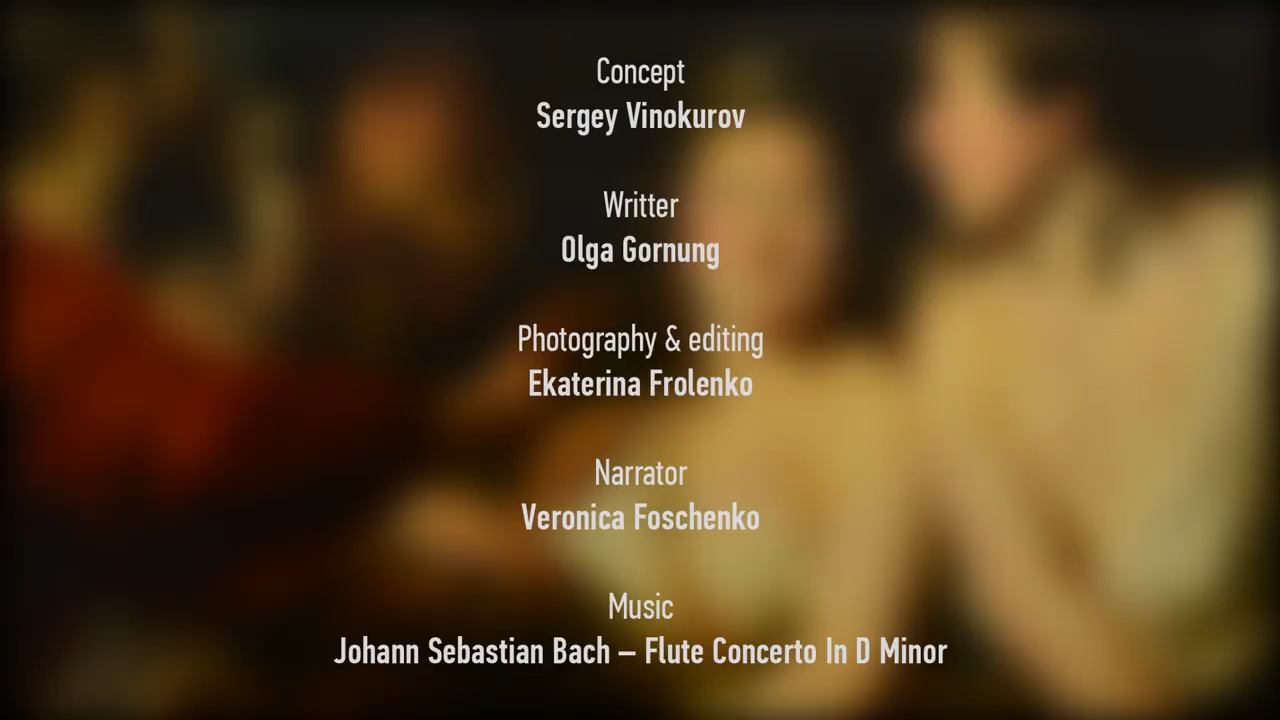 Concept
Sergey Vinokurov
Writter
Olga Gornung
Photography & editing
Ekaterina Frolenko
Narrator
Veronica Foschenko
Music
Johann Sebastian Bach – Flute Concerto In D Minor